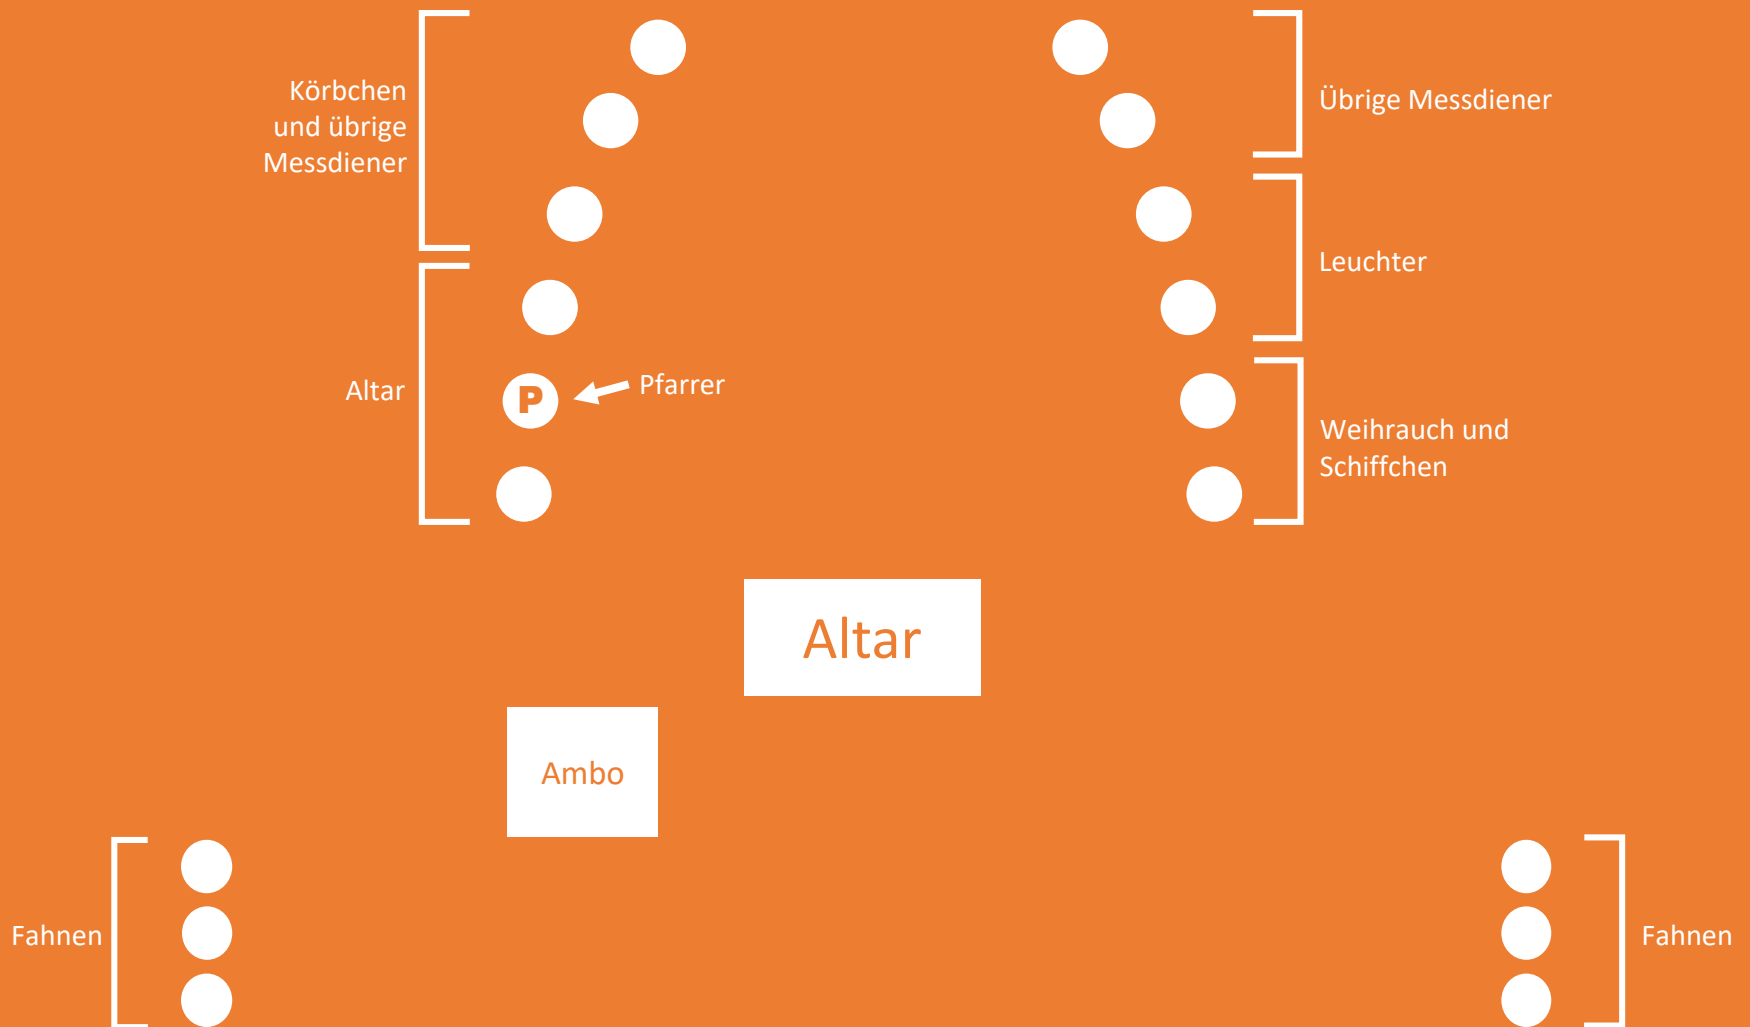 Körbchen
und übrige
Messdiener
Übrige Messdiener
Leuchter
Altar
P
Pfarrer
Weihrauch und
Schiffchen
Altar
Ambo
Fahnen
Fahnen